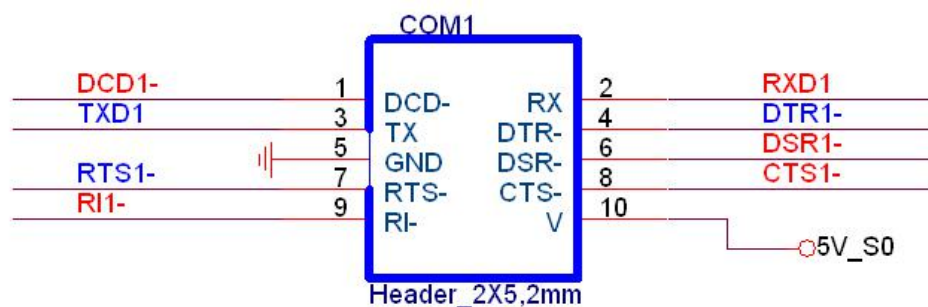 COM1
DCD1- 1 DCD- RX 2 RXD1
TXD1 3 TX DTR- 4 DTR1-
5 GND DSR- 6 DSR1-
RTS1- 7 RTS- CTS- 8 CTS1-
RI1- 9 RI- V 10
5V_S0
Header_2X5,2mm